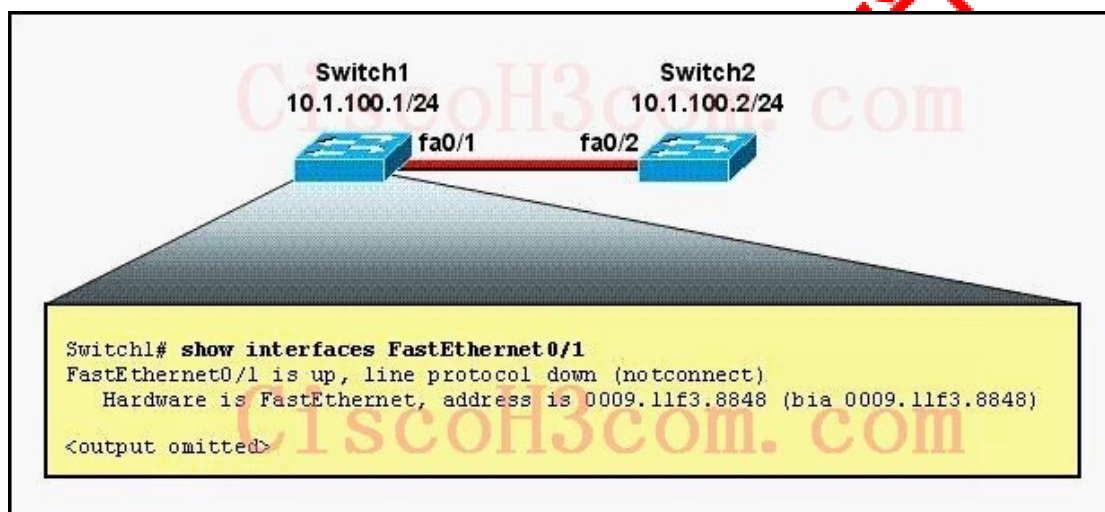 Switch1
10.1.100.1/24
Switch2
10.1.100.2/24
fa0/1
fa0/2
CiscoH3com.com
Switch1# show interfaces FastEthernet0/1
FastEthernet0/1 is up, line protocol down (notconnect)
Hardware is FastEthernet, address is 0009.11f3.8848 (bia 0009.11f3.8848)
<output omitted>
CiscoH3com.com